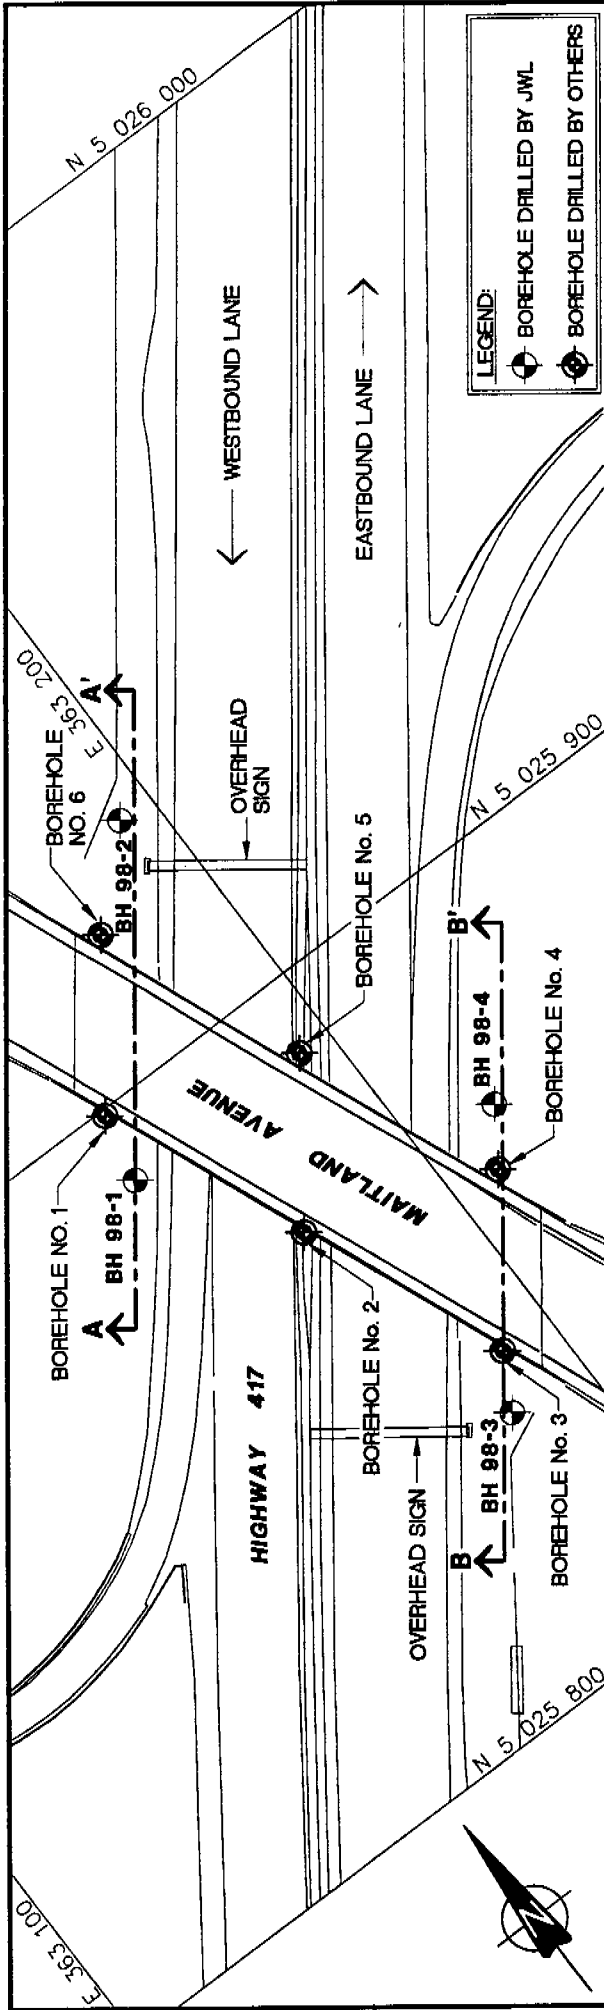 E 363 100
N 5 025 800
HIGHWAY 417
BOREHOLE NO. 1
A
BH 98-1
BOREHOLE
NO. 6
BH 98-2
A'
E 363 200
N 5 026 000
WESTBOUND LANE
OVERHEAD
SIGN
MAITLAND AVENUE
BOREHOLE No. 2
BOREHOLE No. 5
EASTBOUND LANE
OVERHEAD SIGN
B
BH 98-3
BOREHOLE No. 3
BH 98-4
B'
BOREHOLE No. 4
N 5 025 900
LEGEND:
BOREHOLE DRILLED BY JWL
BOREHOLE DRILLED BY OTHERS